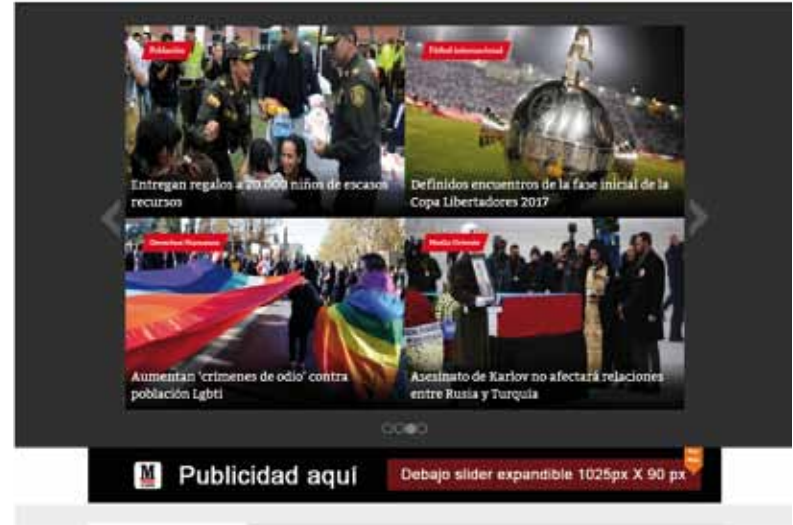 Población
Fútbol internacional
Entregan regalos a 20.000 niños de escasos
recursos
Definidos encuentros de la fase inicial de la
Copa Libertadores 2017
Derechos Humanos
Medio Oriente
Aumentan 'crímenes de odio' contra
población Lgbti
Asesinato de Karlov no afectará relaciones
entre Rusia y Turquía
M
Publicidad aquí
Debajo slider expandible 1025px X 90 px